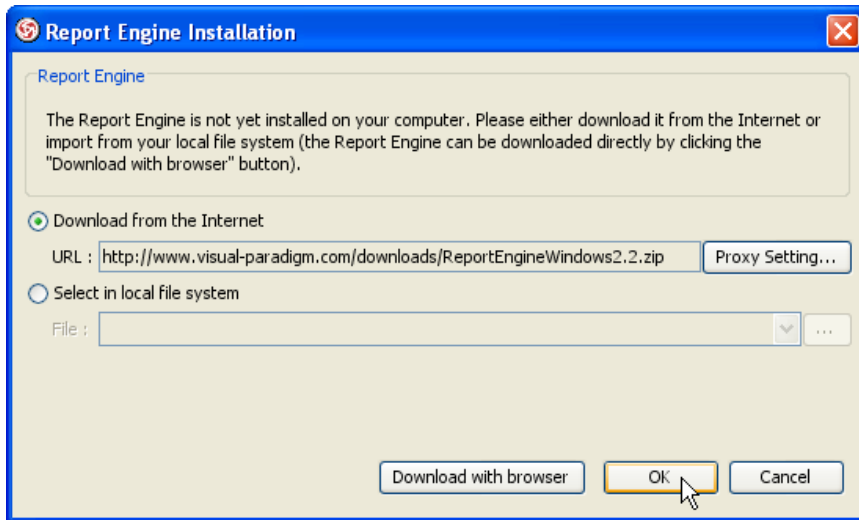 Report Engine Installation
Report Engine
The Report Engine is not yet installed on your computer. Please either download it from the Internet or
import from your local file system (the Report Engine can be downloaded directly by clicking the
"Download with browser" button).
Download from the Internet
URL : http://www.visual-paradigm.com/downloads/ReportEngineWindows2.2.zip Proxy Setting...
Select in local file system
File : ...
Download with browser OK Cancel